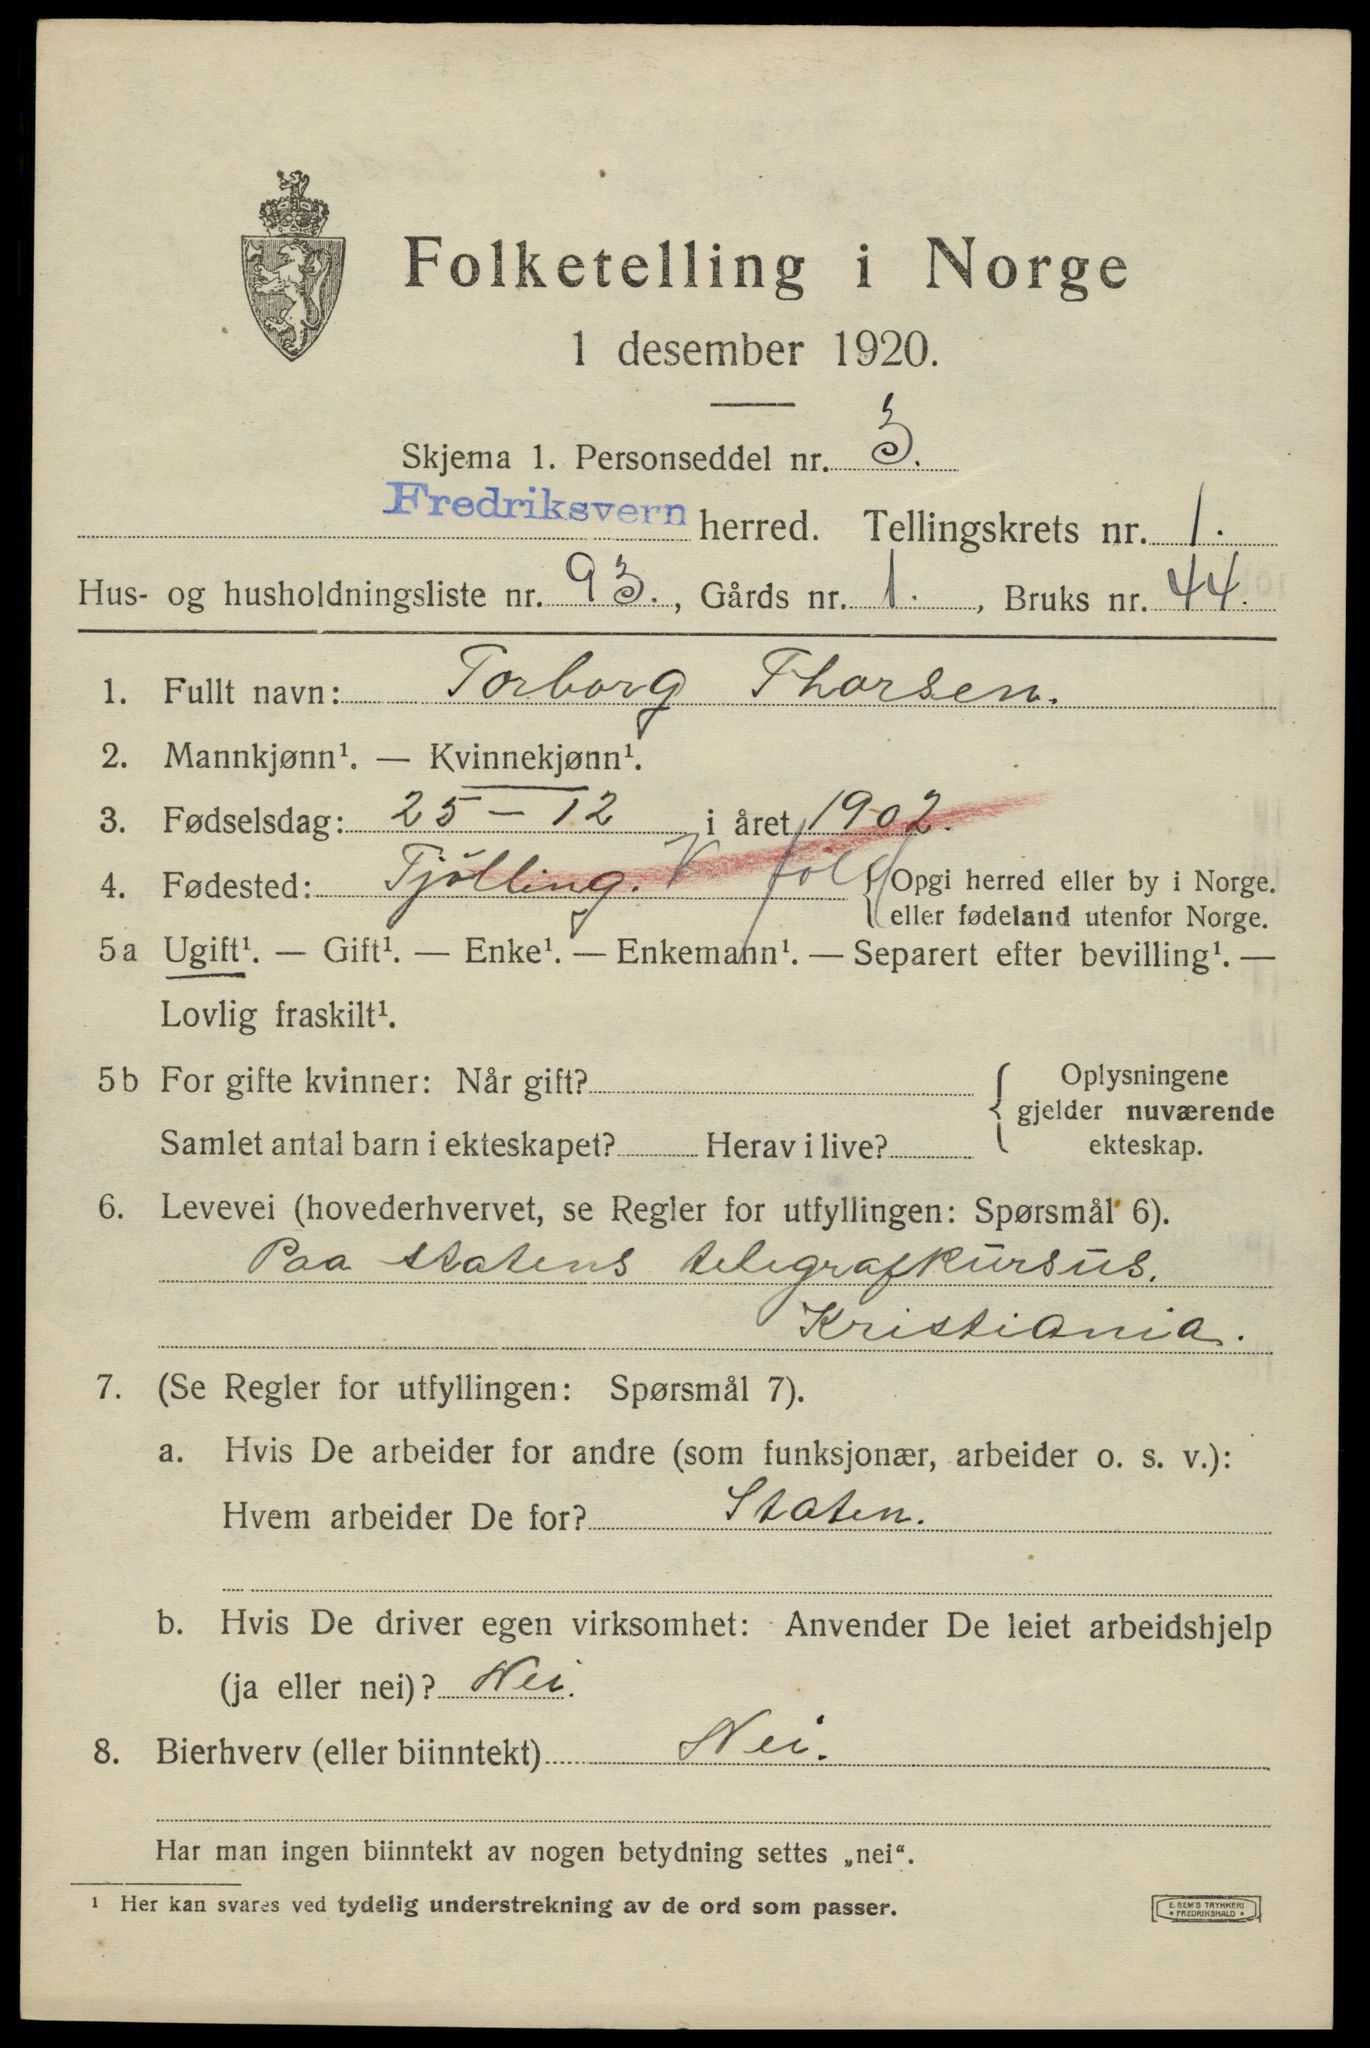 Folketelling i Norge
1 desember 1920.
Skjema 1. Personseddel nr. 3.
Fredriksvern herred. Tellingskrets nr. 1.
Hus- og husholdningsliste nr. 93., Gårds nr. 1., Bruks nr. 44.
1. Fullt navn: Torborg Thorsen.
2. Mannkjønn¹. — Kvinnekjønn¹.
3. Fødselsdag: 25 – 12 i året 1902.
4. Fødested: Tjölling. V. fold { Opgi herred eller by i Norge.
eller fødeland utenfor Norge.
5a Ugift¹. — Gift¹. — Enke¹. — Enkemann¹. — Separert efter bevilling¹. —
Lovlig fraskilt¹.
5b For gifte kvinner: Når gift? { Oplysningene
gjelder nuværende
Samlet antal barn i ekteskapet? Herav i live? ekteskap.
6. Levevei (hovederhvervet, se Regler for utfyllingen: Spørsmål 6).
Paa statens telegrafkursus.
Kristiania.
7. (Se Regler for utfyllingen: Spørsmål 7).
a. Hvis De arbeider for andre (som funksjonær, arbeider o. s. v.):
Hvem arbeider De for? Staten.
b. Hvis De driver egen virksomhet: Anvender De leiet arbeidshjelp
(ja eller nei)? Nei.
8. Bierhverv (eller biinntekt) Nei.
Har man ingen biinntekt av nogen betydning settes „nei“.
¹ Her kan svares ved tydelig understrekning av de ord som passer.
E. SEM'S TRYKKERI
* FREDRIKSHALD *